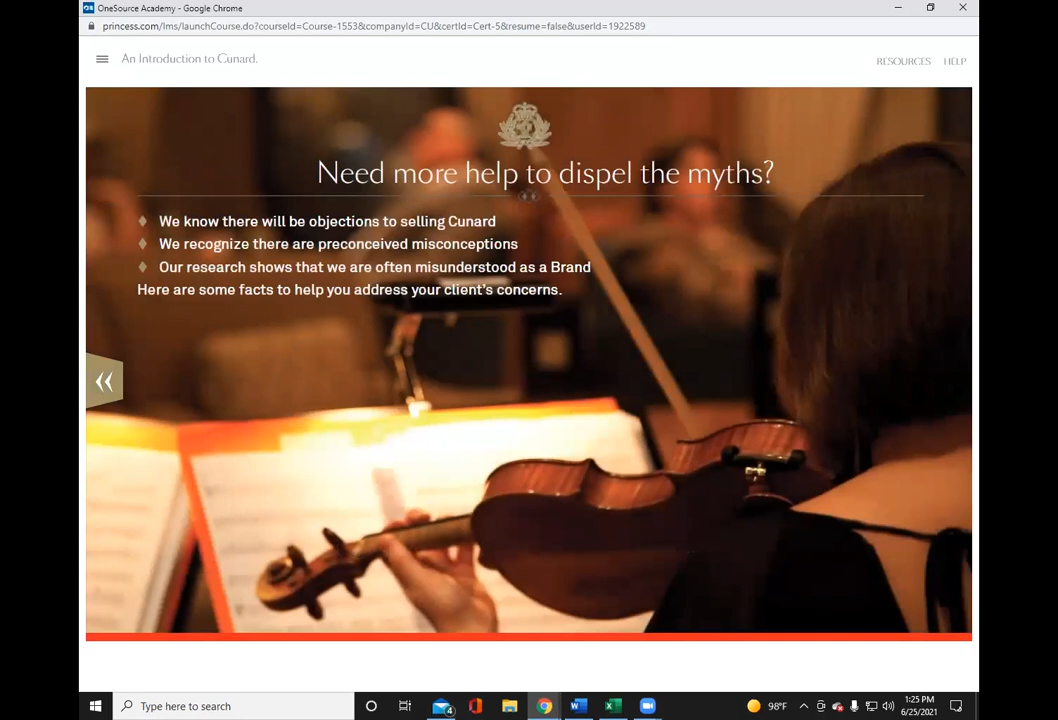 OneSource Academy - Google Chrome
princess.com/lms/launchCourse.do?courseId=Course-1553&companyId=CU&certId=Cert-5&resume=false&userId=1922589
An Introduction to Cunard.
RESOURCES HELP
Need more help to dispel the myths?
We know there will be objections to selling Cunard
We recognize there are preconceived misconceptions
Our research shows that we are often misunderstood as a Brand
Here are some facts to help you address your client's concerns.
Type here to search
4
98°F
1:25 PM
6/25/2021